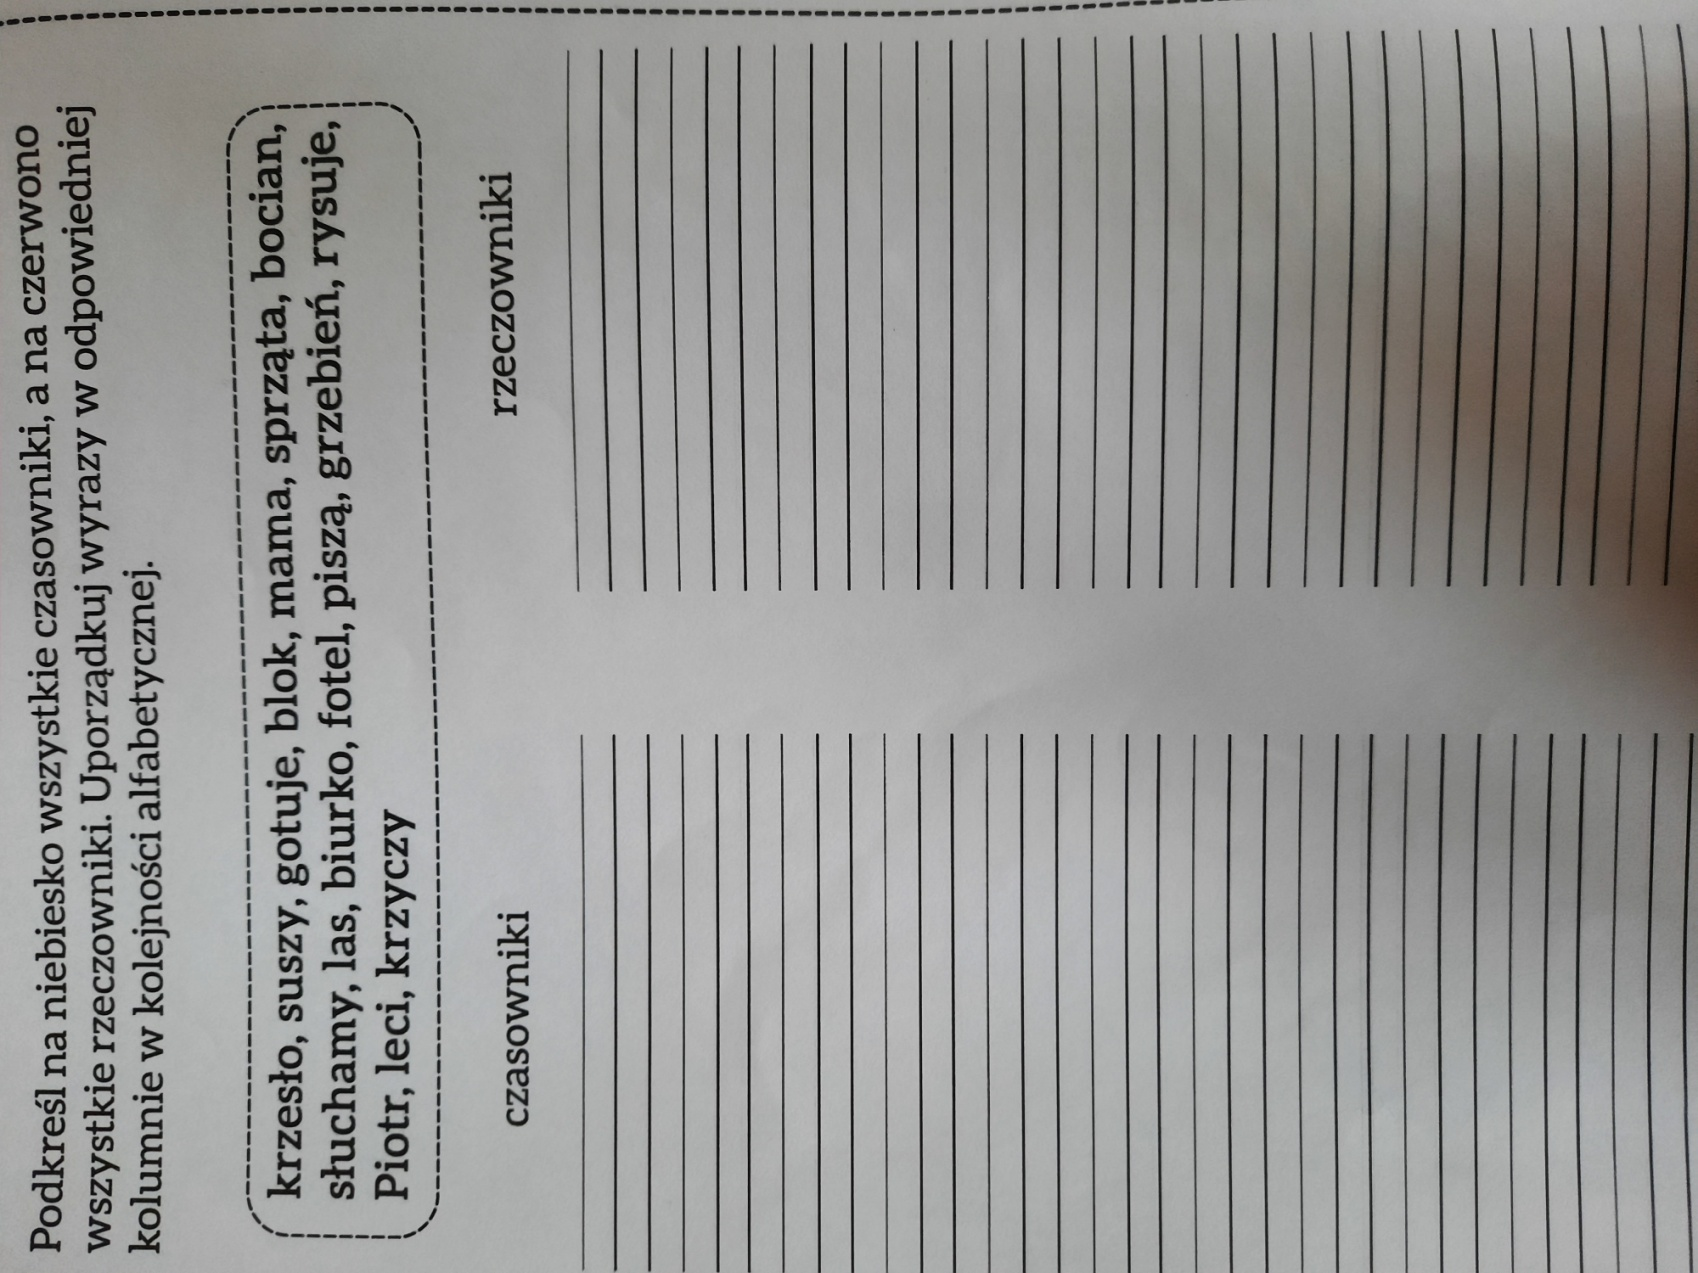 Podkreśl na niebiesko wszystkie czasowniki, a na czerwono
wszystkie rzeczowniki. Uporządkuj wyrazy w odpowiedniej
kolumnie w kolejności alfabetycznej.
krzesło, suszy, gotuje, blok, mama, sprząta, bocian,
słuchamy, las, biurko, fotel, piszą, grzebień, rysuje,
Piotr, leci, krzyczy
czasowniki
rzeczowniki